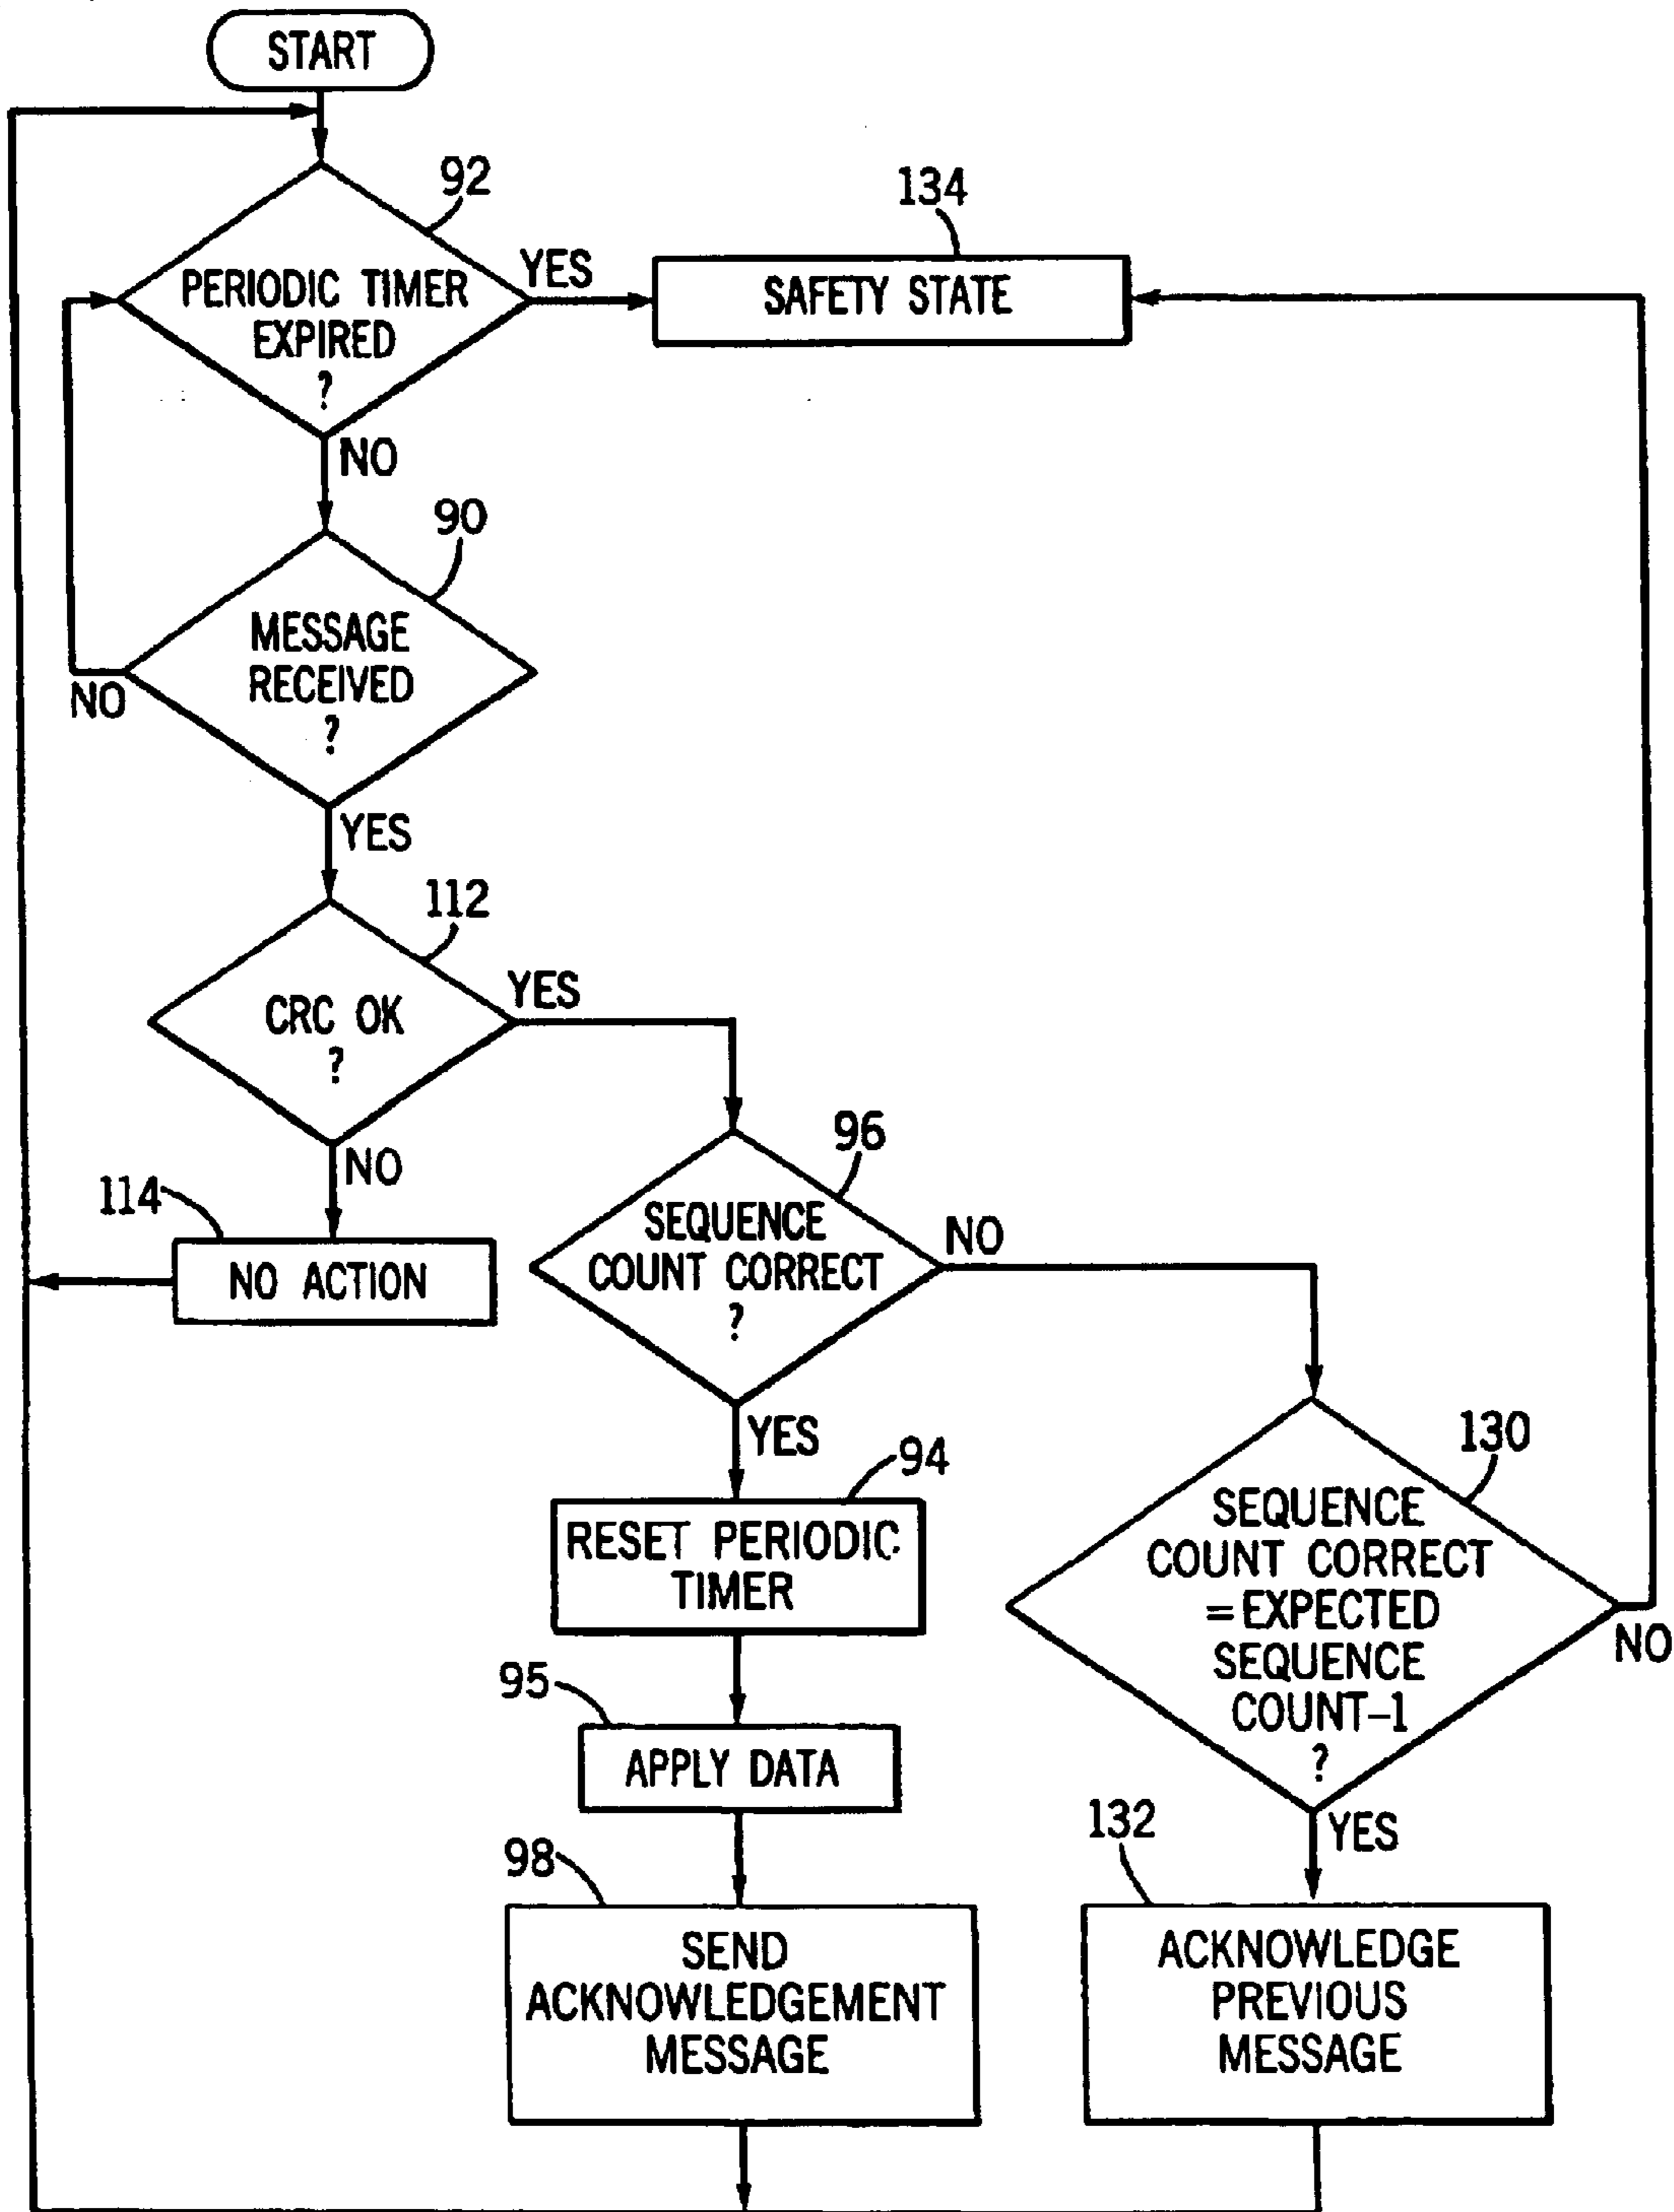 START
92
134
PERIODIC TIMER
EXPIRED
?
YES
SAFETY STATE
NO
90
MESSAGE
RECEIVED
?
NO
YES
112
CRC OK
?
YES
NO
96
114
NO ACTION
SEQUENCE
COUNT CORRECT
?
NO
YES
130
94
RESET PERIODIC
TIMER
SEQUENCE
COUNT CORRECT
=EXPECTED
SEQUENCE
COUNT-1
?
NO
95
APPLY DATA
YES
132
98
SEND
ACKNOWLEDGEMENT
MESSAGE
ACKNOWLEDGE
PREVIOUS
MESSAGE